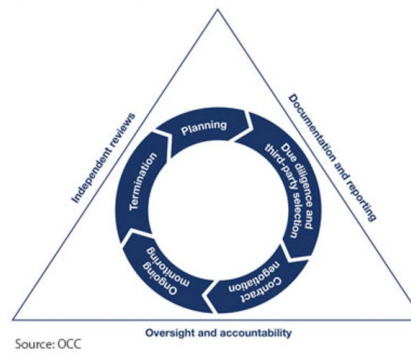 Planning
Due diligence and
third-party selection
Contract
negotiation
Ongoing
monitoring
Termination
Independent reviews
Documentation and reporting
Oversight and accountability
Source: OCC